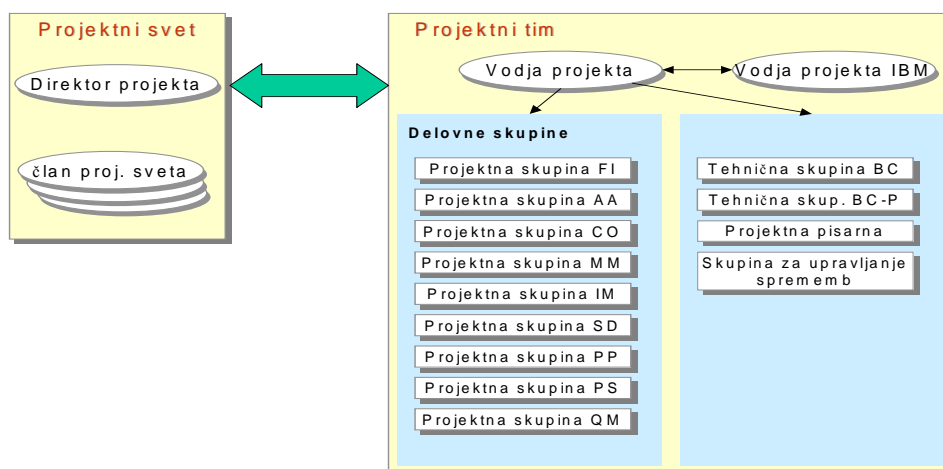 Projektni svet
Direktor projekta
član proj. sveta
Projektni tim
Vodja projekta
Vodja projekta IBM
Delovne skupine
Projektna skupina FI
Projektna skupina AA
Projektna skupina CO
Projektna skupina MM
Projektna skupina IM
Projektna skupina SD
Projektna skupina PP
Projektna skupina PS
Projektna skupina QM
Tehnična skupina BC
Tehnična skup. BC-P
Projektna pisarna
Skupina za upravljanje
sprememb